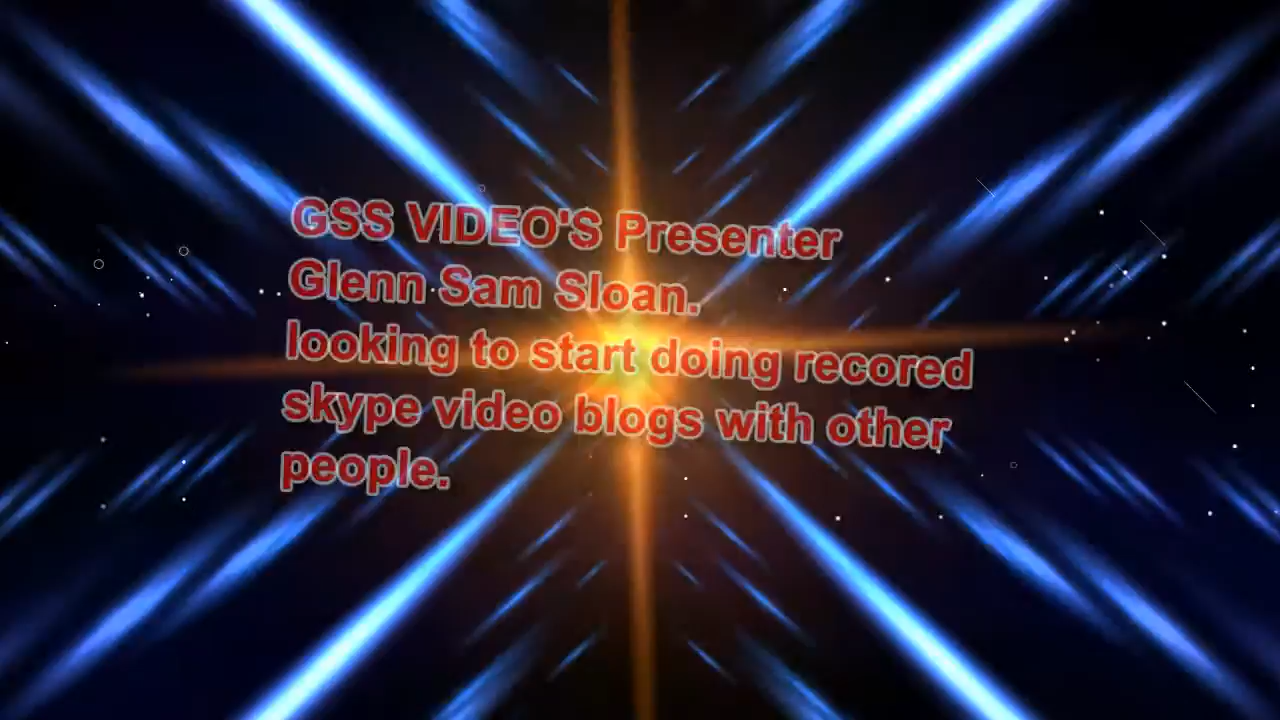 GSS VIDEO'S Presenter
Glenn Sam Sloan.
looking to start doing recored
skype video blogs with other
people.